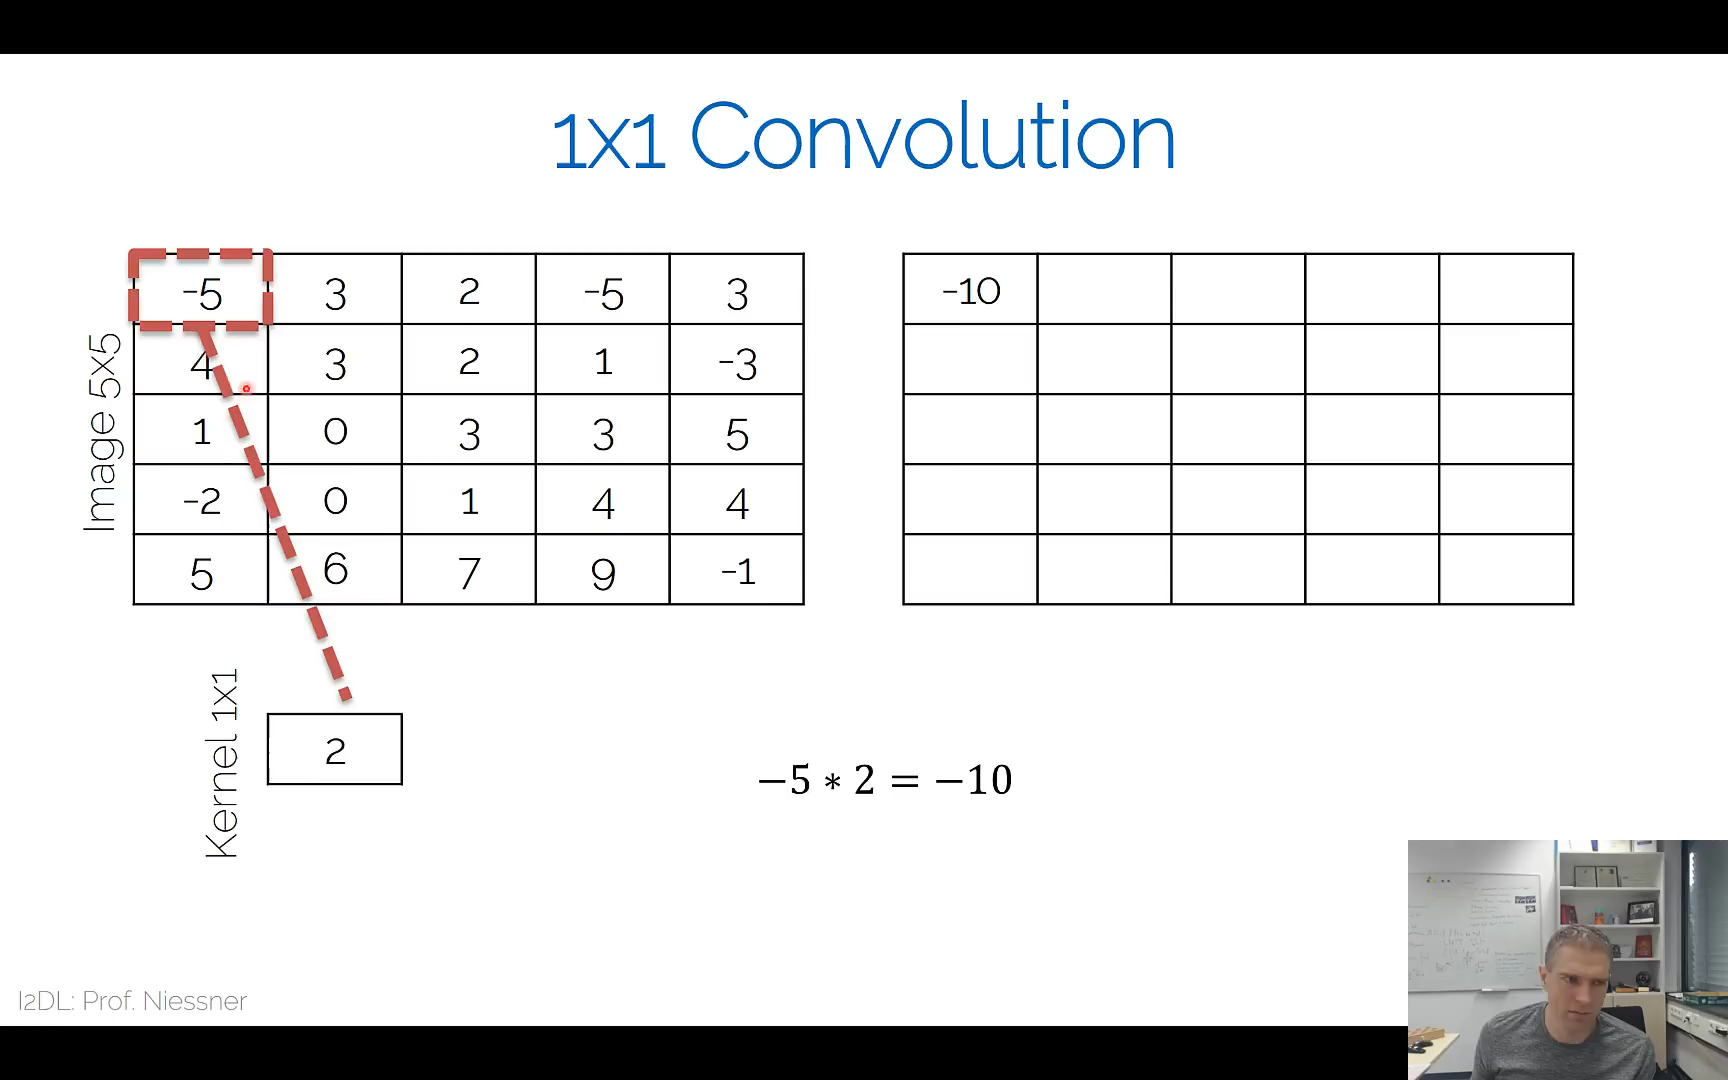 1x1 Convolution
Image 5x5
-5 3 2 -5 3
4 3 2 1 -3
1 0 3 3 5
-2 0 1 4 4
5 6 7 9 -1
-10
Kernel 1x1
2
−5 ∗ 2 = −10
I2DL: Prof. Niessner